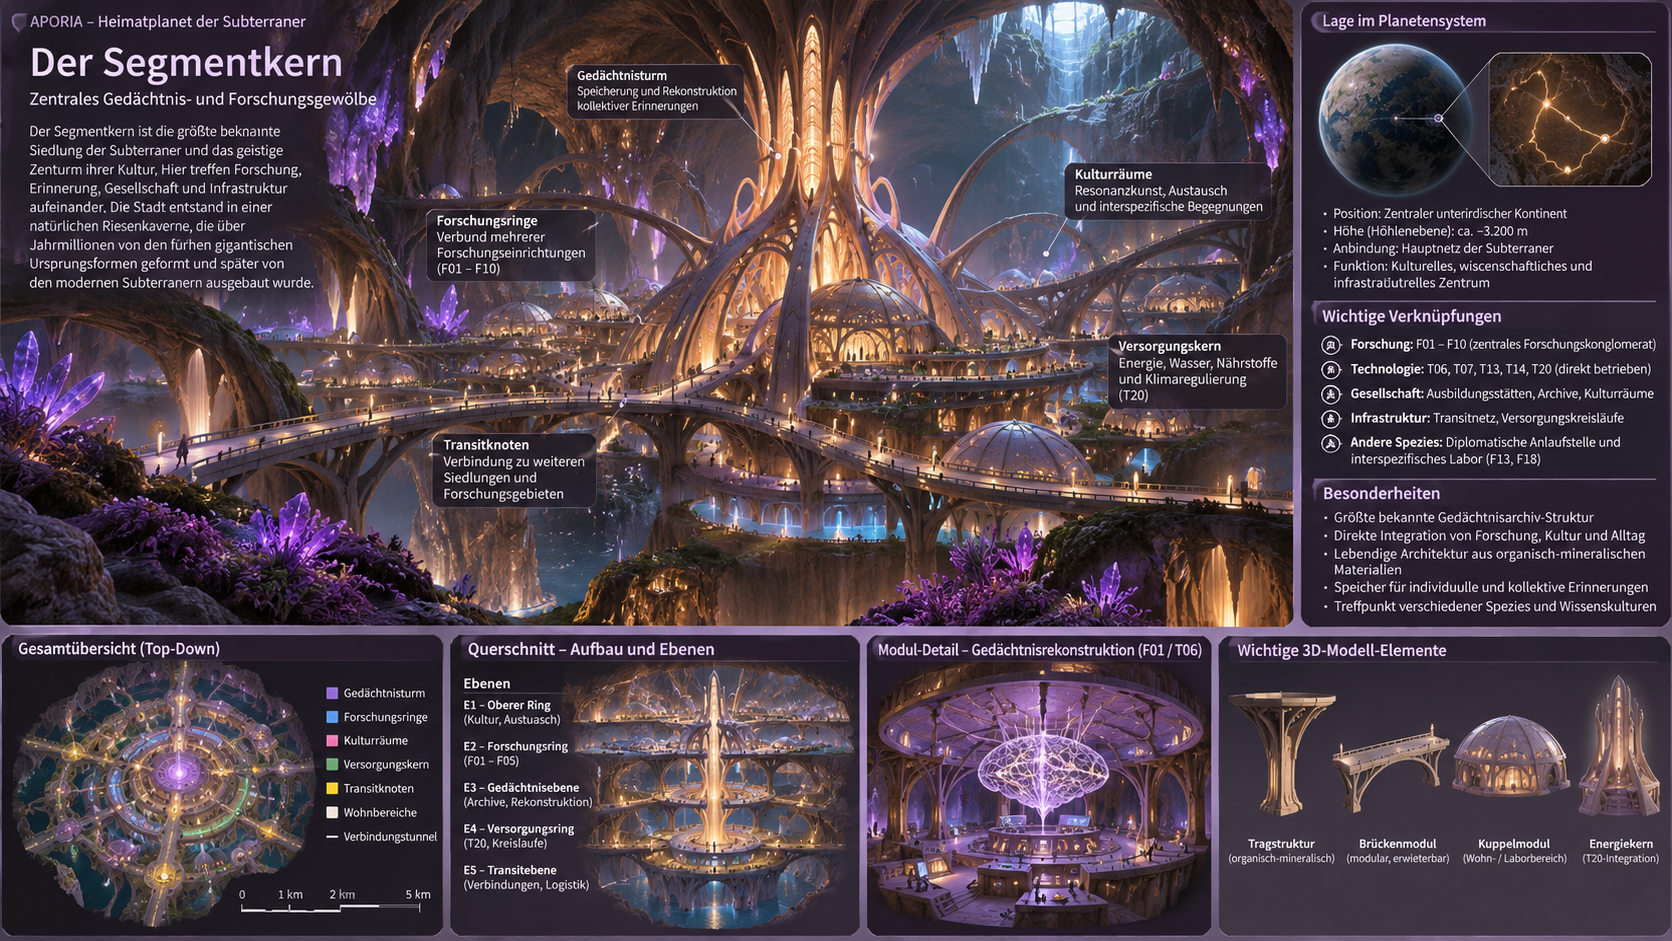 APORIA – Heimatplanet der Subterraner
Der Segmentkern
Zentrales Gedächtnis- und Forschungsgewölbe
Der Segmentkern ist die größte beknaınte
Siedlung der Subterraner und das geistige
Zenturm ihrer Kultur, Hier treffen Forschung,
Erinnerung, Gesellschaft und Infrastruktur
aufeinander. Die Stadt entstand in einer
natürlichen Riesenkaverne, die über
Jahrmillionen von den fürhen gigantischen
Ursprungsformen geformt und später von
den modernen Subterranern ausgebaut wurde.
Gedächtnisturm
Speicherung und Rekonstruktion
kollektiver Erinnerungen
Forschungsringe
Verbund mehrerer
Forschungseinrichtungen
(F01 – F10)
Kulturräume
Resonanzkunst, Austausch
und interspezifische Begegnungen
Versorgungskern
Energie, Wasser, Nährstoffe
und Klimaregulierung
(T20)
Transitknoten
Verbindung zu weiteren
Siedlungen und
Forschungsgebieten
Lage im Planetensystem
• Position: Zentraler unterirdischer Kontinent
• Höhe (Höhlenebene): ca. –3.200 m
• Anbindung: Hauptnetz der Subterraner
• Funktion: Kulturelles, wiscenschaftliches und
infrastraüutrelles Zentrum
Wichtige Verknüpfungen
Forschung: F01 – F10 (zentrales Forschungskonglomerat)
Technologie: T06, T07, T13, T14, T20 (direkt betrieben)
Gesellschaft: Ausbildungsstätten, Archive, Kulturräume
Infrastruktur: Transitnetz, Versorgungskreisläufe
Andere Spezies: Diplomatische Anlaufstelle und
interspezifisches Labor (F13, F18)
Besonderheiten
• Größte bekannte Gedächtnisarchiv-Struktur
• Direkte Integration von Forschung, Kultur und Alltag
• Lebendige Architektur aus organisch-mineralischen
Materialien
• Speicher für individuulle und kollektive Erinnerungen
• Treffpunkt verschiedener Spezies und Wissenskulturen
Gesamtübersicht (Top-Down)
Gedächtnisturm
Forschungsringe
Kulturräume
Versorgungskern
Transitknoten
Wohnbereiche
Verbindungstunnel
0 1 km 2 km 5 km
Querschnitt – Aufbau und Ebenen
Ebenen
E1 – Oberer Ring
(Kultur, Austuasch)
E2 – Forschungsring
(F01 – F05)
E3 – Gedächtnisebene
(Archive, Rekonstruktion)
E4 – Versorgungsring
(T20, Kreislaufe)
E5 – Transitebene
(Verbindungen, Logistik)
Modul-Detail – Gedächtnisrekonstruktion (F01 / T06)
Wichtige 3D-Modell-Elemente
Tragstruktur
(organisch-mineralisch)
Brückenmodul
(modular, erwieterbar)
Kuppelmodul
(Wohn- / Laborbereich)
Energiekern
(T20-Integration)